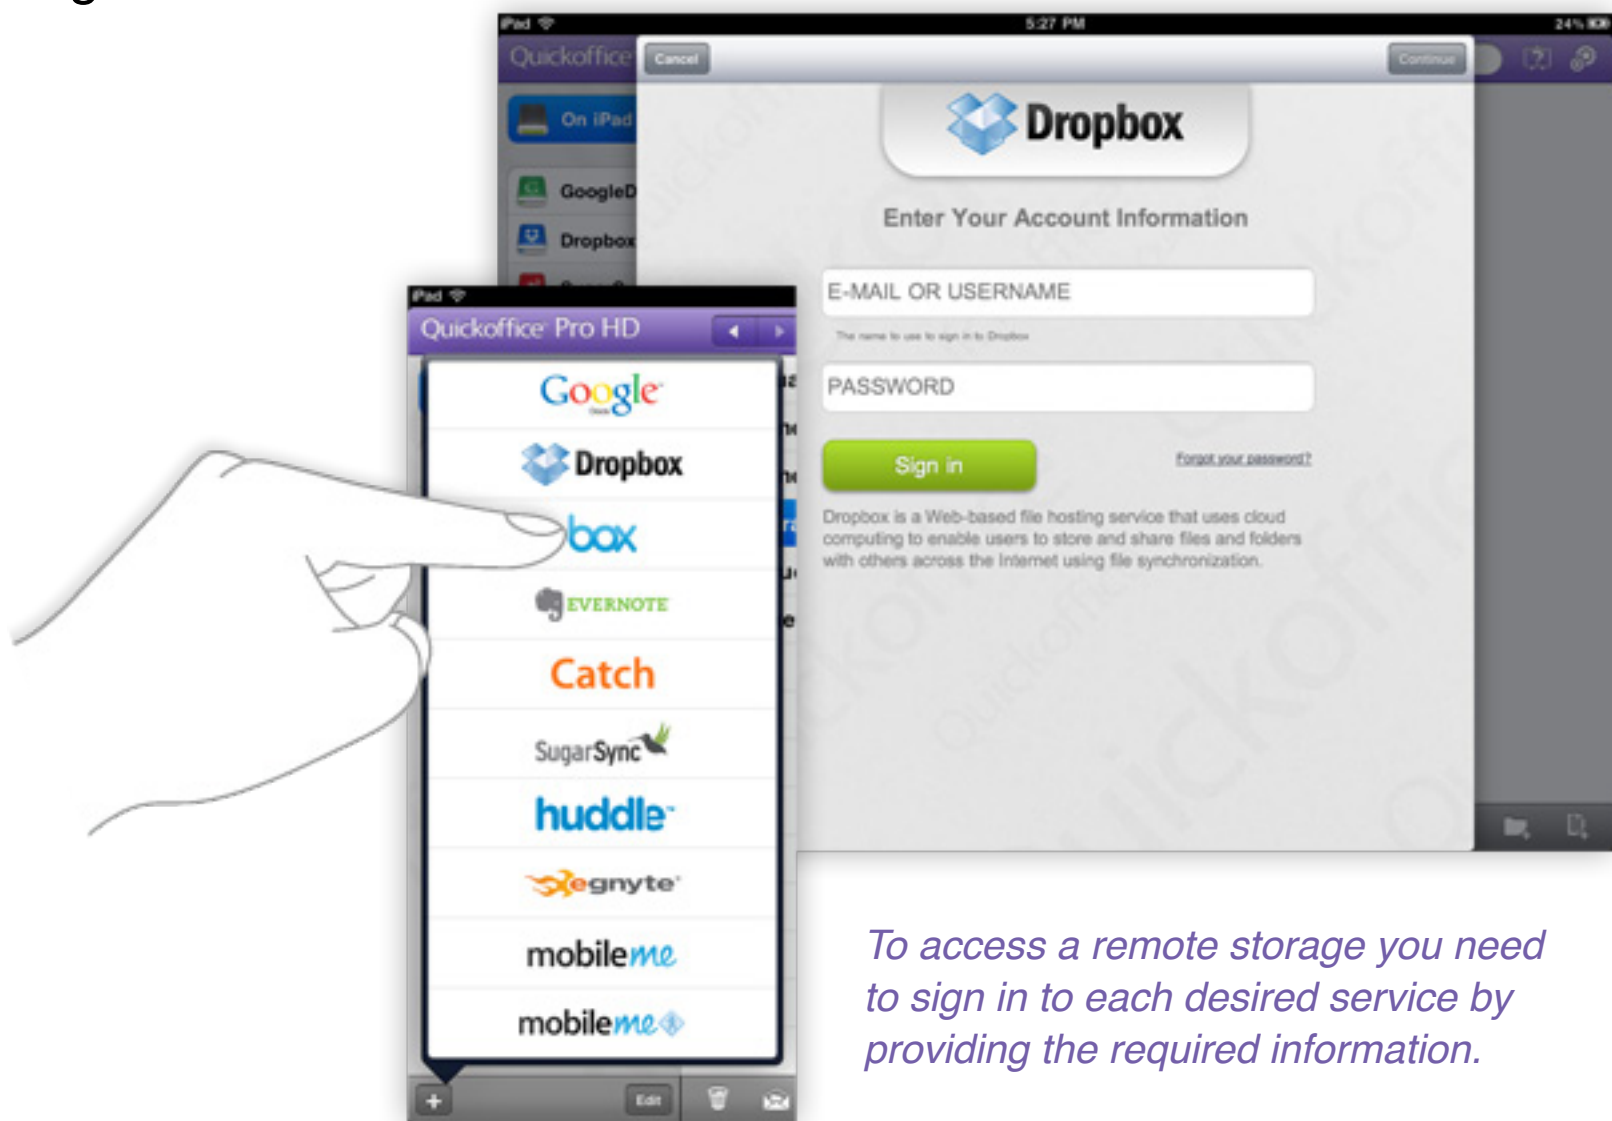 g
iPad
5:27 PM
24%
Quickoffice
Cancel
Continue
On iPad
Dropbox
GoogleD
Enter Your Account Information
Dropbox
E-MAIL OR USERNAME
The name to use to sign in to Dropbox
PASSWORD
Sign in
Forgot your password?
Dropbox is a Web-based file hosting service that uses cloud
computing to enable users to store and share files and folders
with others across the Internet using file synchronization.
iPad
Quickoffice Pro HD
Google
Dropbox
box
EVERNOTE
Catch
SugarSync
huddle™
egnyte
mobileme
mobileme
Edit
To access a remote storage you need
to sign in to each desired service by
providing the required information.